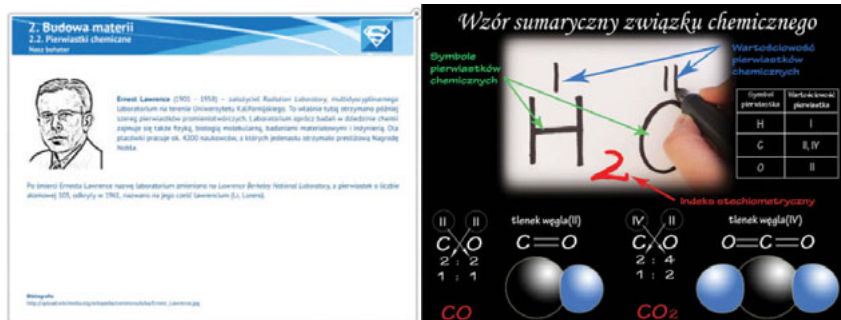 2. Budowa materii
2.2. Pierwiastki chemiczne
Nasz bohater
Ernest Lawrence (1901 - 1958) - założyciel Radiation Laboratory, multidyscyplinarnego
laboratorium na terenie Uniwersytetu Kalifornijskiego. To właśnie tutaj otrzymano później
szereg pierwiastków promieniotwórczych. Laboratorium oprócz badań w dziedzinie chemii
zajmuje się także fizyką, biologią molekularną, badaniami materiałowymi i inżynierią. Dla
placówki pracuje ok. 4200 naukowców, z których jedenastu otrzymało prestiżową Nagrodę
Nobla.
Po śmierci Ernesta Lawrence nazwę laboratorium zmieniono na Lawrence Berkeley National Laboratory, a pierwiastek o liczbie
atomowej 103, odkryty w 1961, nazwano na jego cześć lawrencium (Lr, Lorens).
Bibliografia
Wzór sumaryczny związku chemicznego
Symbole
pierwiastków
chemicznych
Wartościowość
pierwiastków
chemicznych
I II
H O
2
Indeks stechiometryczny
Symbol pierwiastka Wartościowość pierwiastka
H I
C II, IV
O II
II II
C O
2 : 2
1 : 1
CO
tlenek węgla(II)
C=O
IV II
C O
2 : 4
1 : 2
CO2
tlenek węgla(IV)
O=C=O